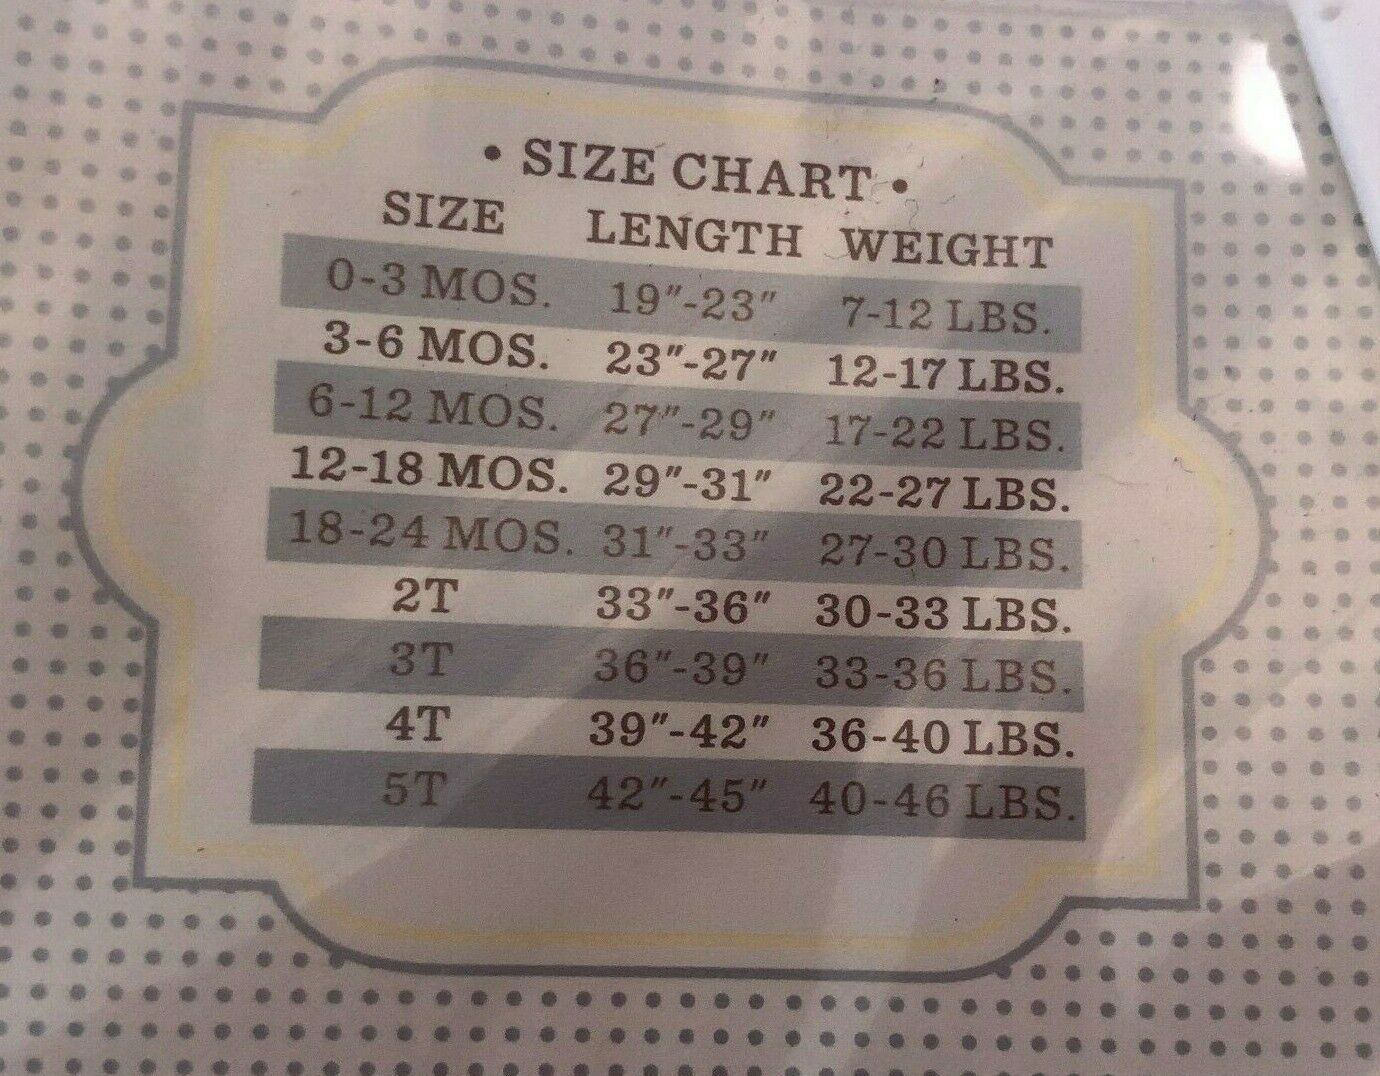 • SIZE CHART •
SIZE LENGTH WEIGHT
0-3 MOS. 19"-23" 7-12 LBS.
3-6 MOS. 23"-27" 12-17 LBS.
6-12 MOS. 27"-29" 17-22 LBS.
12-18 MOS. 29"-31" 22-27 LBS.
18-24 MOS. 31"-33" 27-30 LBS.
2T 33"-36" 30-33 LBS.
3T 36"-39" 33-36 LBS.
4T 39"-42" 36-40 LBS.
5T 42"-45" 40-46 LBS.